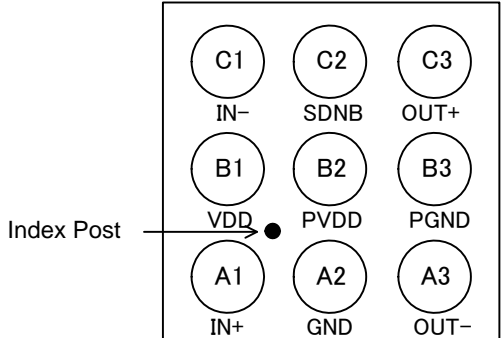 C1 C2 C3
IN- SDNB OUT+
B1 B2 B3
VDD PVDD PGND
Index Post
A1 A2 A3
IN+ GND OUT-